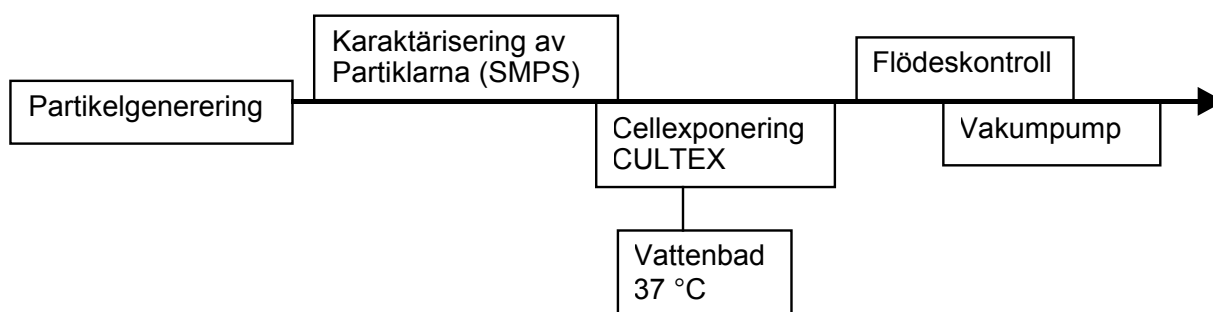 Partikelgenerering
Karaktärisering av
Partiklarna (SMPS)
Cellexponering
CULTEX
Vattenbad
37 °C
Flödeskontroll
Vakumpump